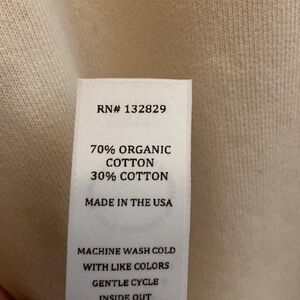 RN# 132829
70% ORGANIC
COTTON
30% COTTON
MADE IN THE USA
MACHINE WASH COLD
WITH LIKE COLORS
GENTLE CYCLE
INSIDE OUT